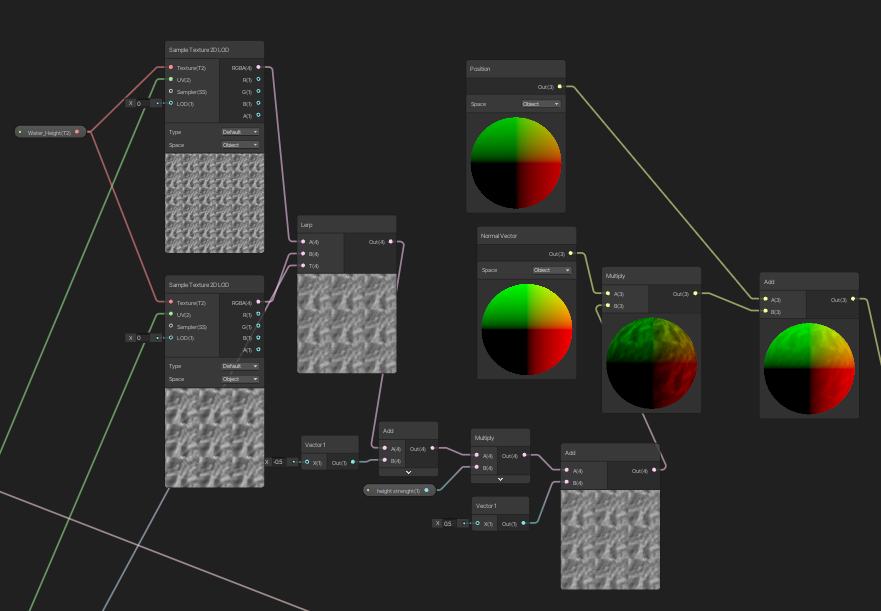 Sample Texture 2D LOD
Texture(T2) RGBA(4)
UV(2) R(1)
Sampler(SS) G(1)
X 0 LOD(1) B(1)
A(1)
Type Default
Space Object
Water_Height(T2)
Position
Out(3)
Space Object
Lerp
A(4) Out(4)
B(4)
T(4)
Normal Vector
Out(3)
Space Object
Multiply
A(3) Out(3)
B(3)
Add
A(3) Out(3)
B(3)
Sample Texture 2D LOD
Texture(T2) RGBA(4)
UV(2) R(1)
Sampler(SS) G(1)
X 0 LOD(1) B(1)
A(1)
Type Default
Space Object
Vector 1
X -0.5 X(1) Out(1)
Add
A(4) Out(4)
B(4)
Multiply
A(4) Out(4)
B(4)
height strenght(1)
Vector 1
X 0.5 X(1) Out(1)
Add
A(4) Out(4)
B(4)